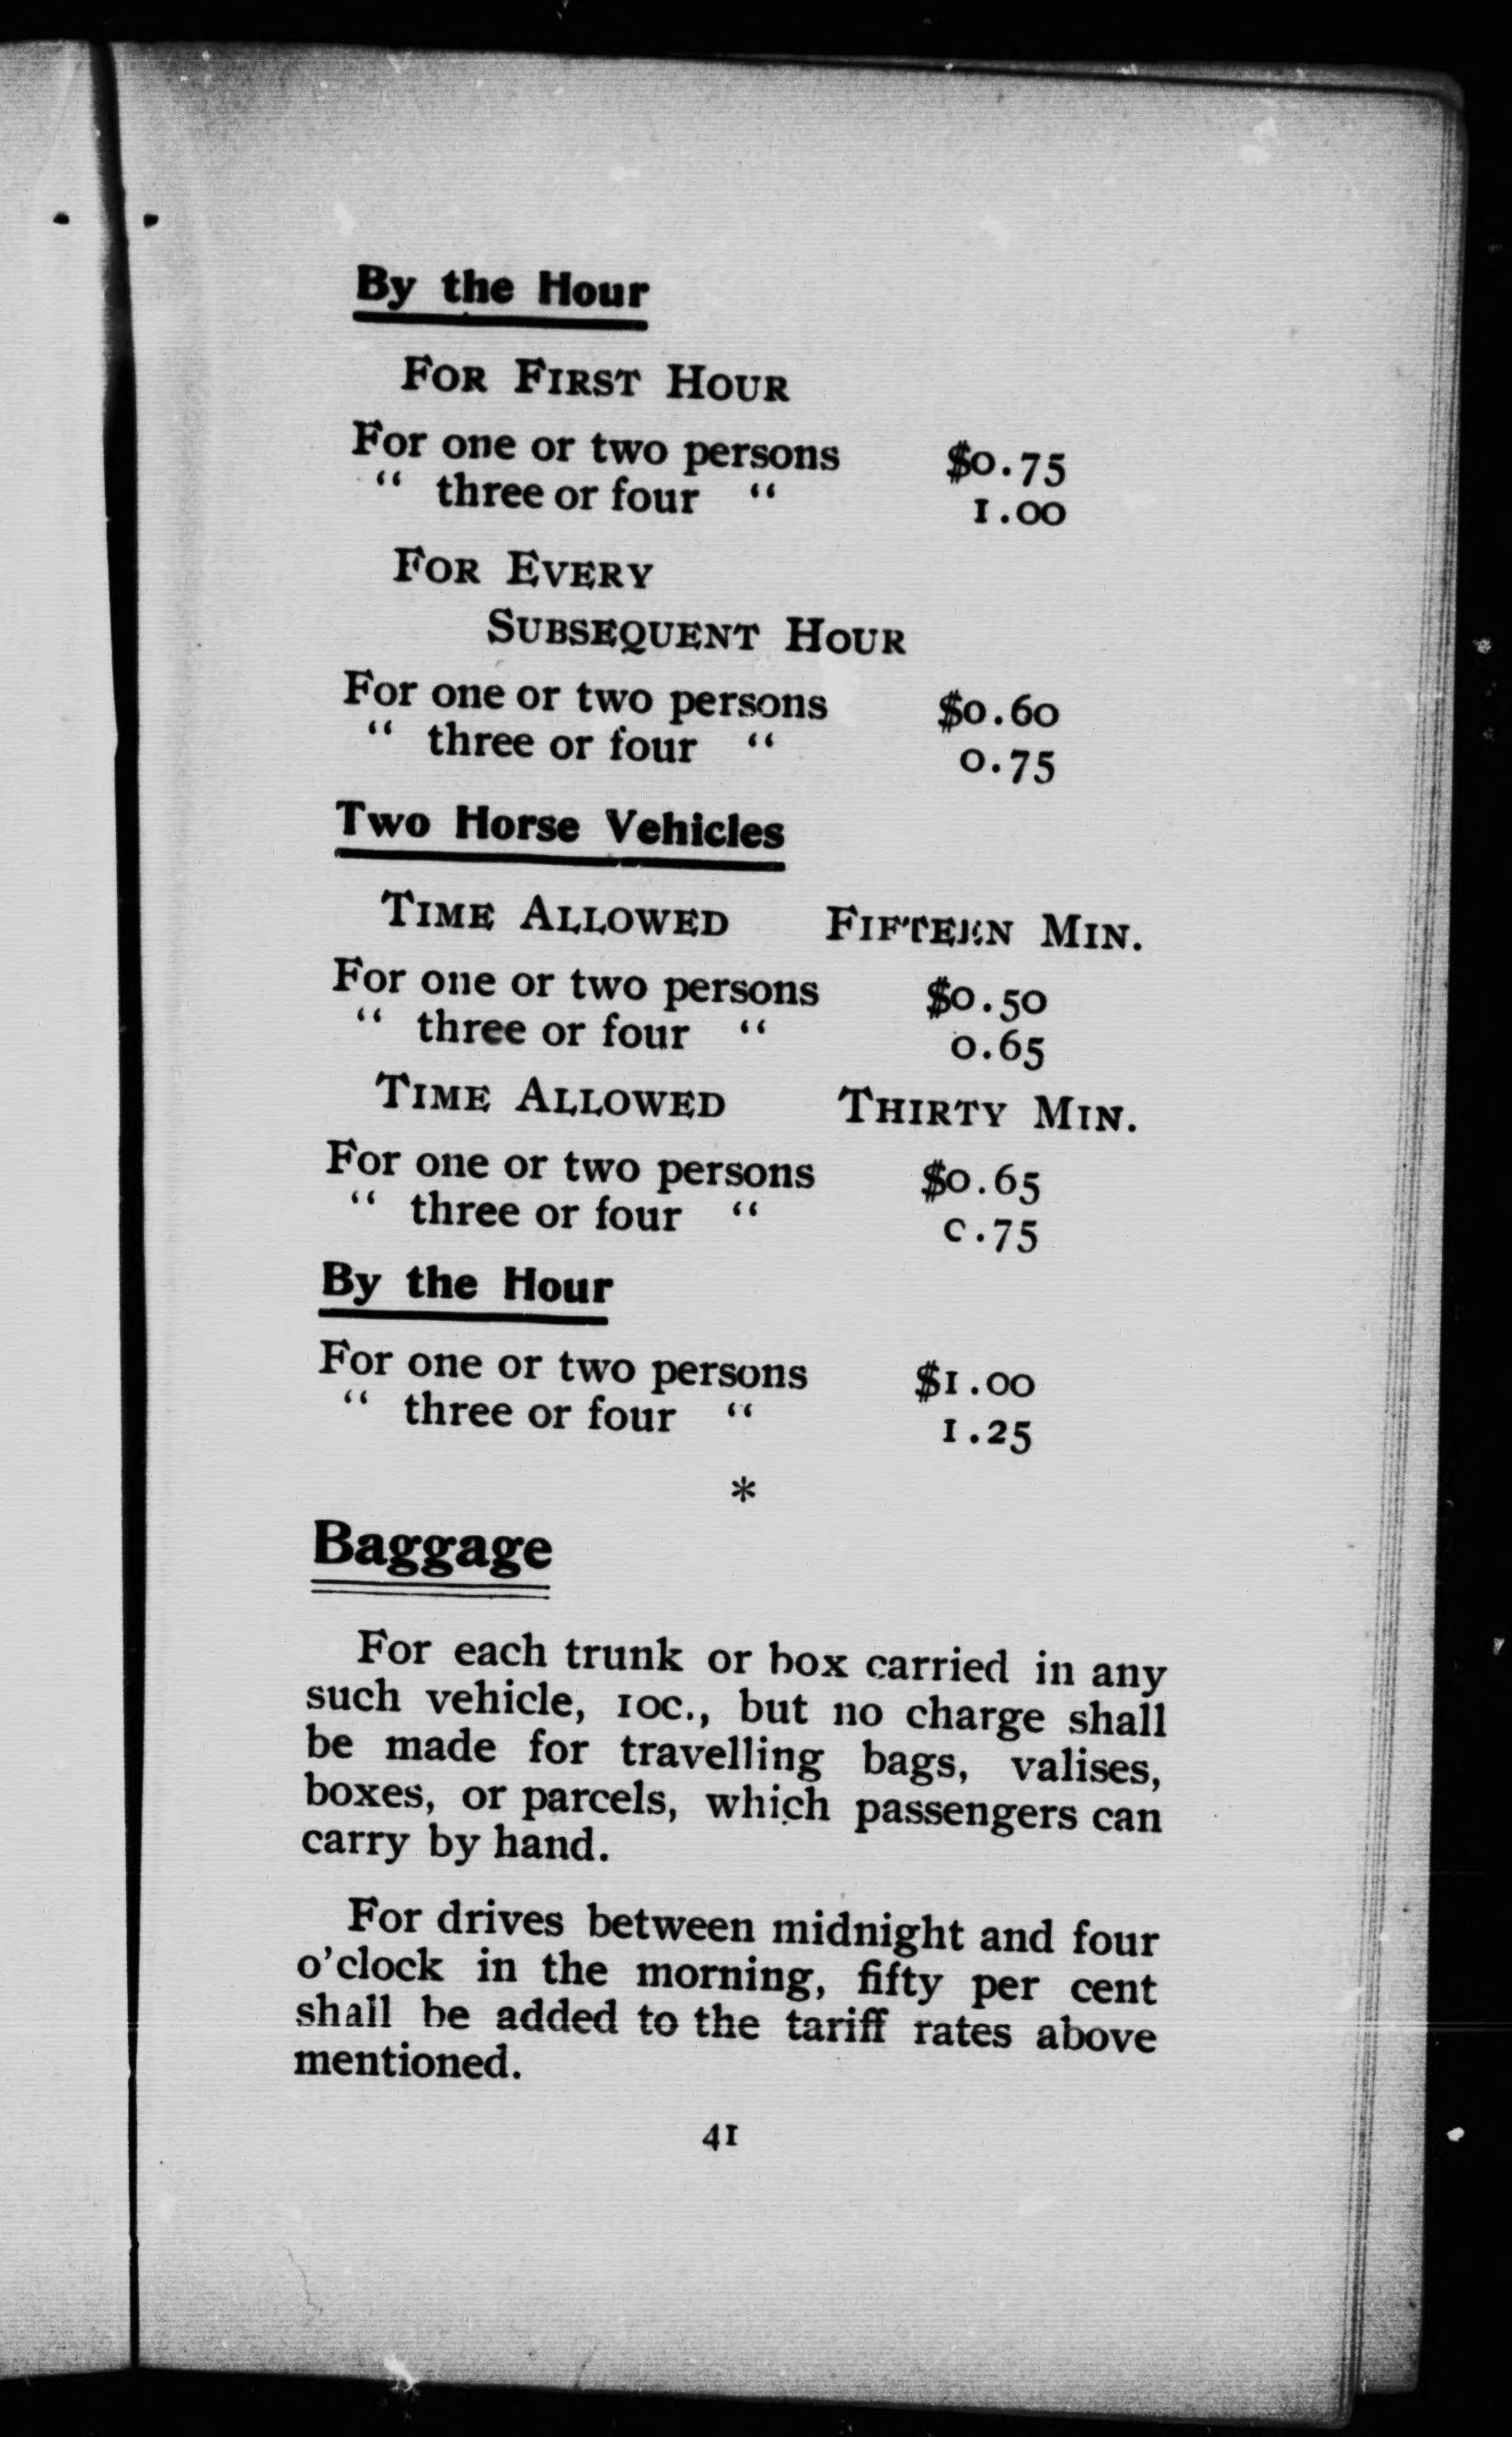 By the Hour
FOR FIRST HOUR
For one or two persons $0.75
“ three or four “ 1.00
FOR EVERY
SUBSEQUENT HOUR
For one or two persons $0.60
“ three or four “ 0.75
Two Horse Vehicles
TIME ALLOWED FIFTEEN MIN.
For one or two persons $0.50
“ three or four “ 0.65
TIME ALLOWED THIRTY MIN.
For one or two persons $0.65
“ three or four “ 0.75
By the Hour
For one or two persons $1.00
“ three or four “ 1.25
*
Baggage
For each trunk or box carried in any
such vehicle, 10c., but no charge shall
be made for travelling bags, valises,
boxes, or parcels, which passengers can
carry by hand.
For drives between midnight and four
o’clock in the morning, fifty per cent
shall be added to the tariff rates above
mentioned.
41